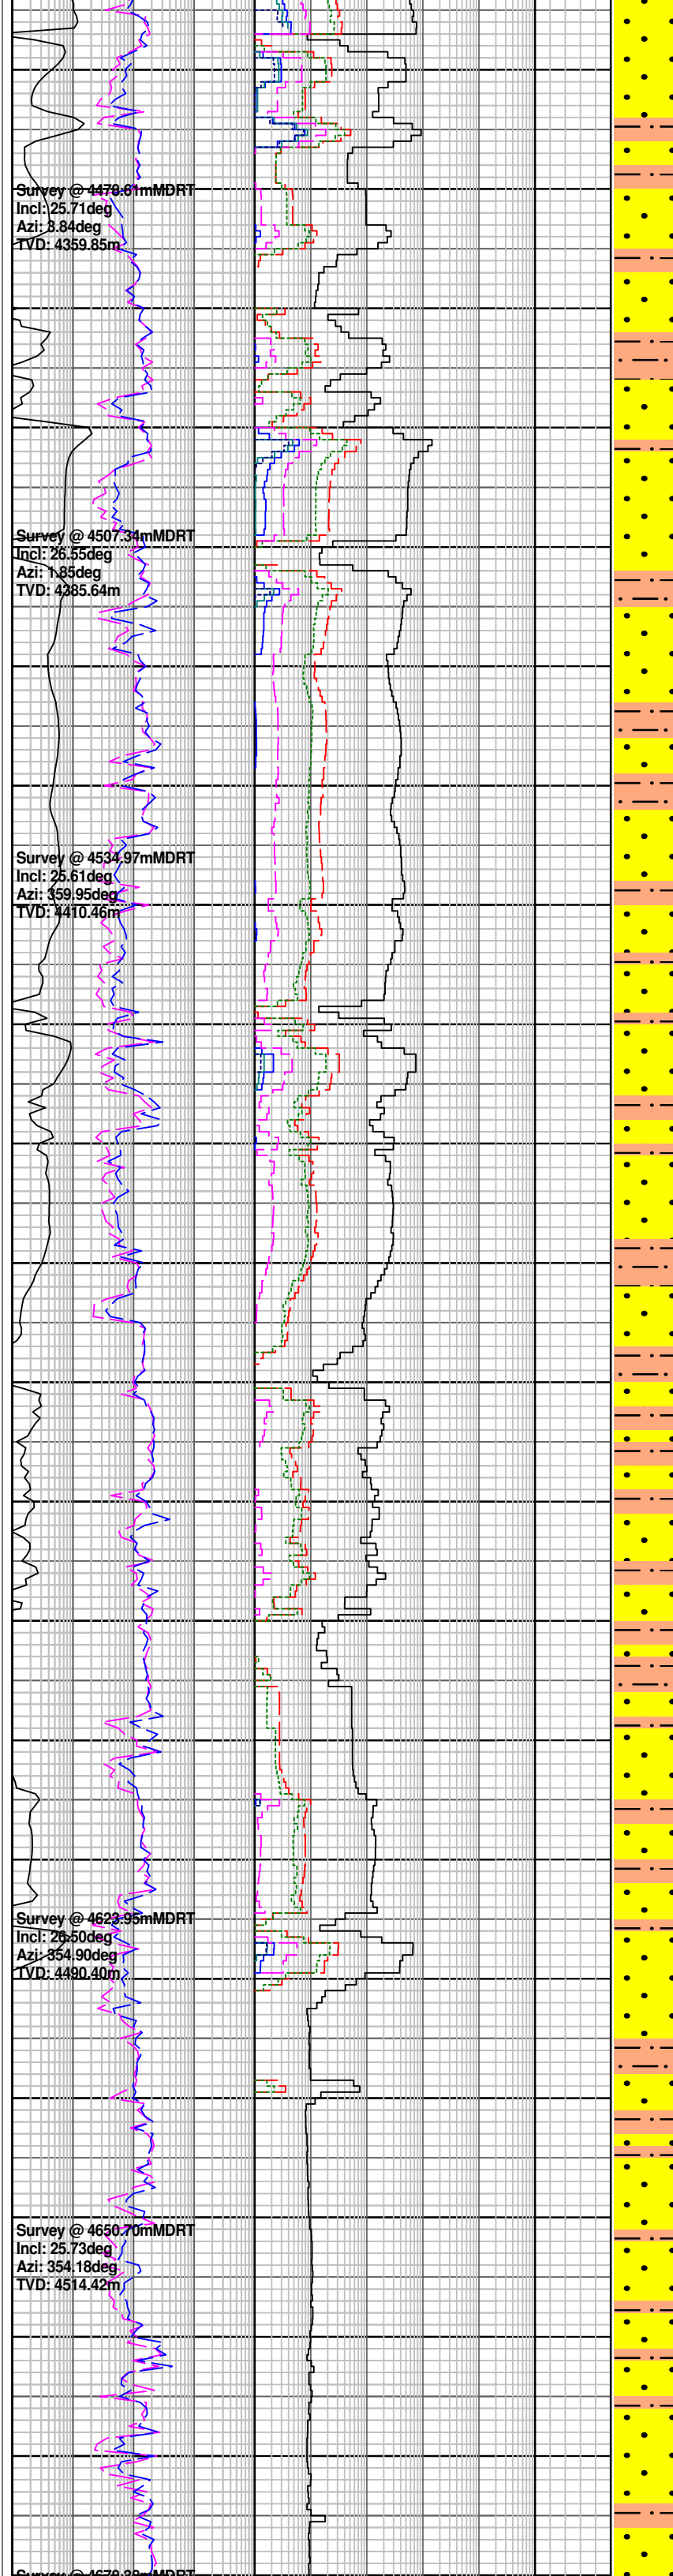 Survey @ 4478.61mMDRT
Incl: 25.71deg
Azi: 3.84deg
TVD: 4359.85m
Survey @ 4507.34mMDRT
Incl: 26.55deg
Azi: 1.85deg
TVD: 4385.64m
Survey @ 4534.97mMDRT
Incl: 25.61deg
Azi: 359.95deg
TVD: 4410.46m
Survey @ 4623.95mMDRT
Incl: 26.50deg
Azi: 354.90deg
TVD: 4490.40m
Survey @ 4650.70mMDRT
Incl: 25.73deg
Azi: 354.18deg
TVD: 4514.42m
Survey @